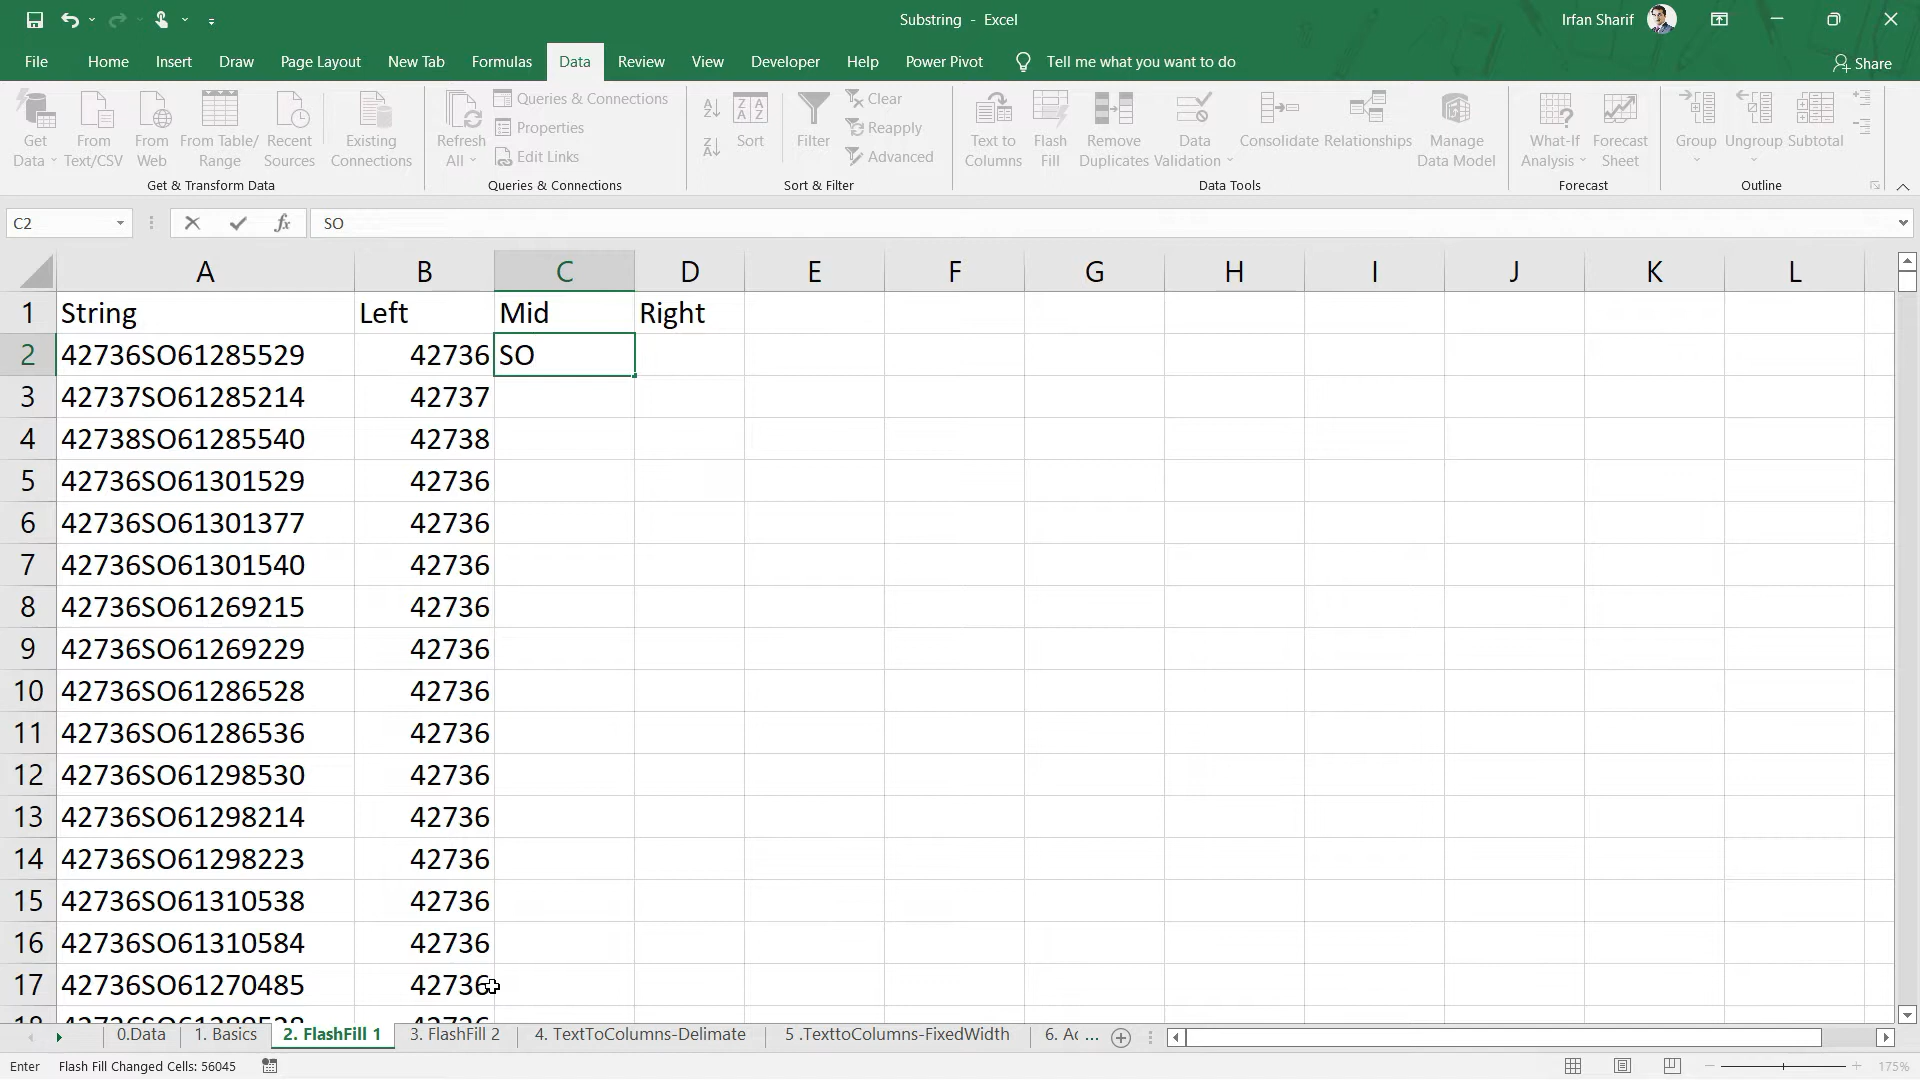 Substring - Excel
Irfan Sharif
File Home Insert Draw Page Layout New Tab Formulas Data Review View Developer Help Power Pivot Tell me what you want to do Share
Get Data
From Text/CSV
From Web
From Table/ Range
Recent Sources
Existing Connections
Get & Transform Data
Refresh All
Queries & Connections
Properties
Edit Links
Queries & Connections
Sort
Filter
Clear
Reapply
Advanced
Sort & Filter
Text to Columns
Flash Fill
Remove Duplicates
Data Validation
Consolidate
Relationships
Manage Data Model
Data Tools
What-If Analysis
Forecast Sheet
Forecast
Group
Ungroup
Subtotal
Outline
C2 fx SO
A B C D E F G H I J K L
1 String Left Mid Right
2 42736SO61285529 42736 SO
3 42737SO61285214 42737
4 42738SO61285540 42738
5 42736SO61301529 42736
6 42736SO61301377 42736
7 42736SO61301540 42736
8 42736SO61269215 42736
9 42736SO61269229 42736
10 42736SO61286528 42736
11 42736SO61286536 42736
12 42736SO61298530 42736
13 42736SO61298214 42736
14 42736SO61298223 42736
15 42736SO61310538 42736
16 42736SO61310584 42736
17 42736SO61270485 42736
0.Data 1. Basics 2. FlashFill 1 3. FlashFill 2 4. TextToColumns-Delimate 5 .TexttoColumns-FixedWidth 6. Ac ...
Enter Flash Fill Changed Cells: 56045 175%